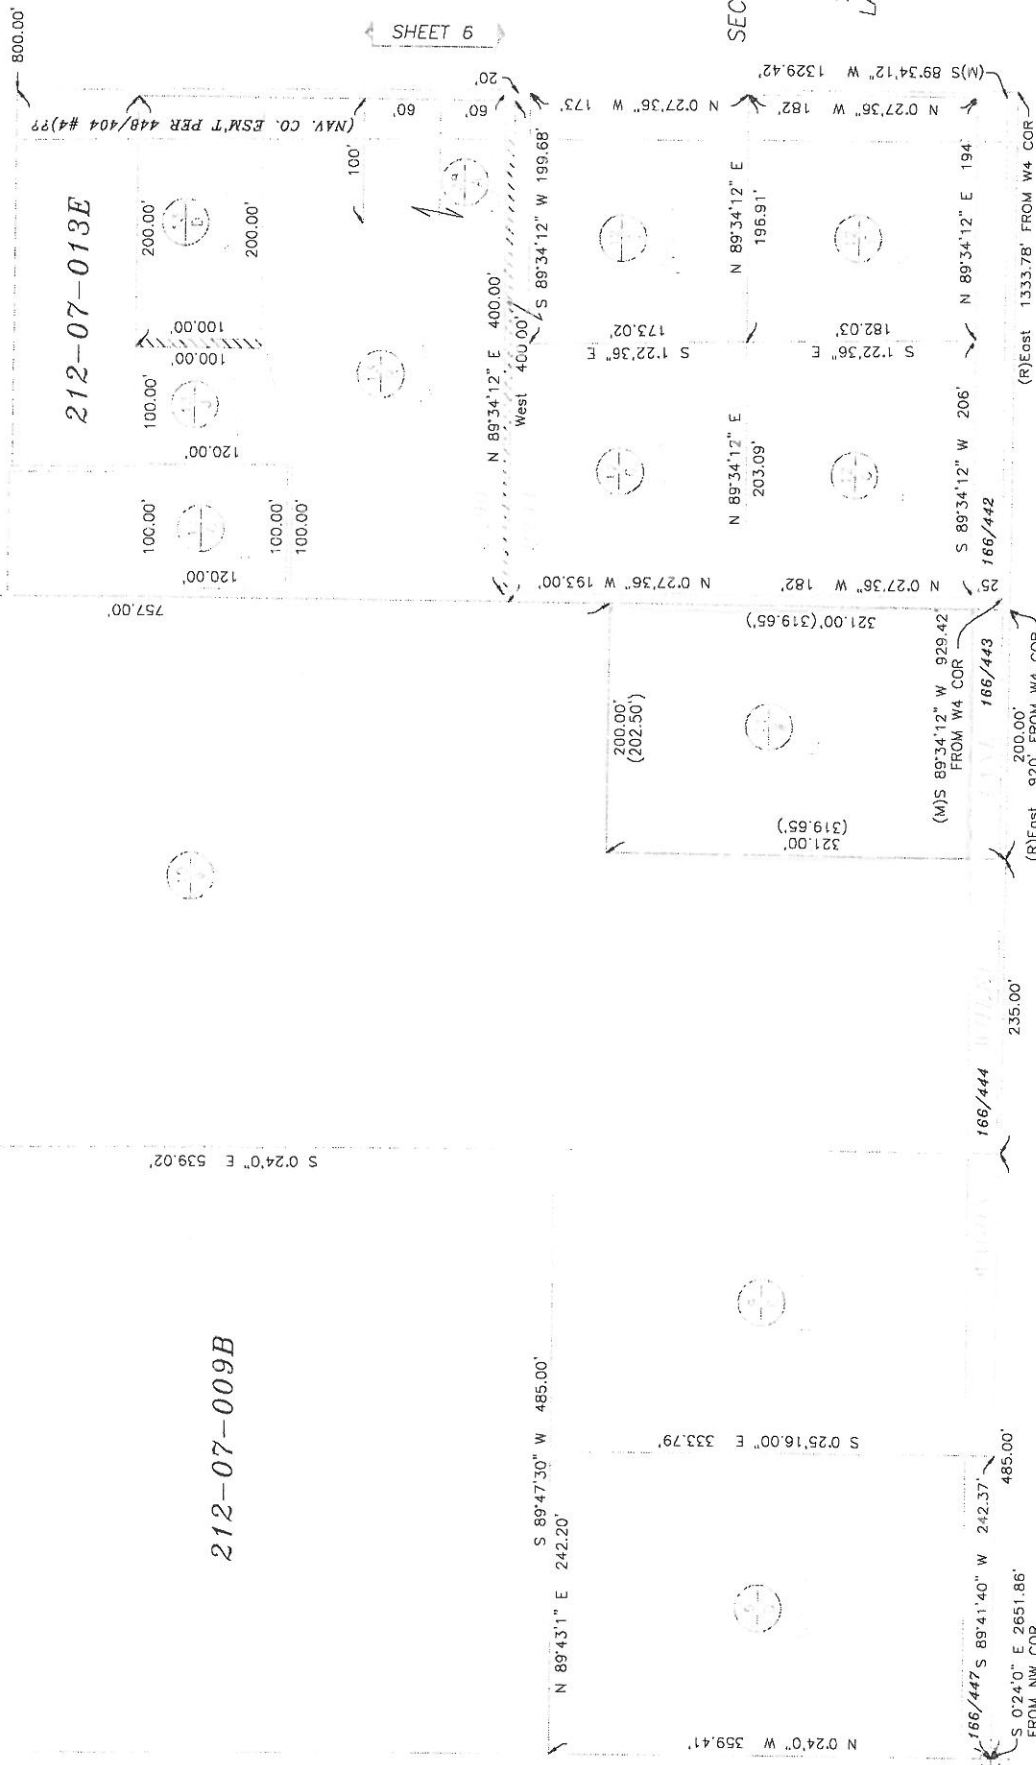 800.00'
SHEET 6
SEC
LA
20'
(NAV. CO. ESM'T PER 448/404 #4)??
60'
60'
100'
212-07-013E
200.00'
200.00'
100.00'
100.00'
100.00'
120.00'
100.00'
100.00'
100.00'
120.00'
757.00'
N 89°34'12" E 400.00'
West 400.00'
S 89°34'12" W 199.68'
N 0°27'36" W 173'
N 0°27'36" W 182'
(M)S 89°34'12" W 1329.42'
173.02'
S 1°22'36" E
N 89°34'12" E
196.91'
182.03'
S 1°22'36" E
N 89°34'12" E 194'
N 89°34'12" E
203.09'
S 89°34'12" W 206'
N 0°27'36" W 193.00'
N 0°27'36" W 182'
25'
166/442
(R)East 1333.78' FROM W4 COR
321.00'(319.65')
200.00'
(202.50')
321.00'
(319.65')
(M)S 89°34'12" W 929.42'
FROM W4 COR
166/443
200.00'
(R)East 920' FROM W4 COR
235.00'
166/444
S 0°24'0" E 539.02'
212-07-009B
S 89°47'30" W 485.00'
N 89°43'1" E 242.20'
S 0°25'16.00" E 333.79'
N 0°24'0" W 359.41'
166/447
S 89°41'40" W 242.37'
485.00'
S 0°24'0" E 2651.86'
FROM NW COR